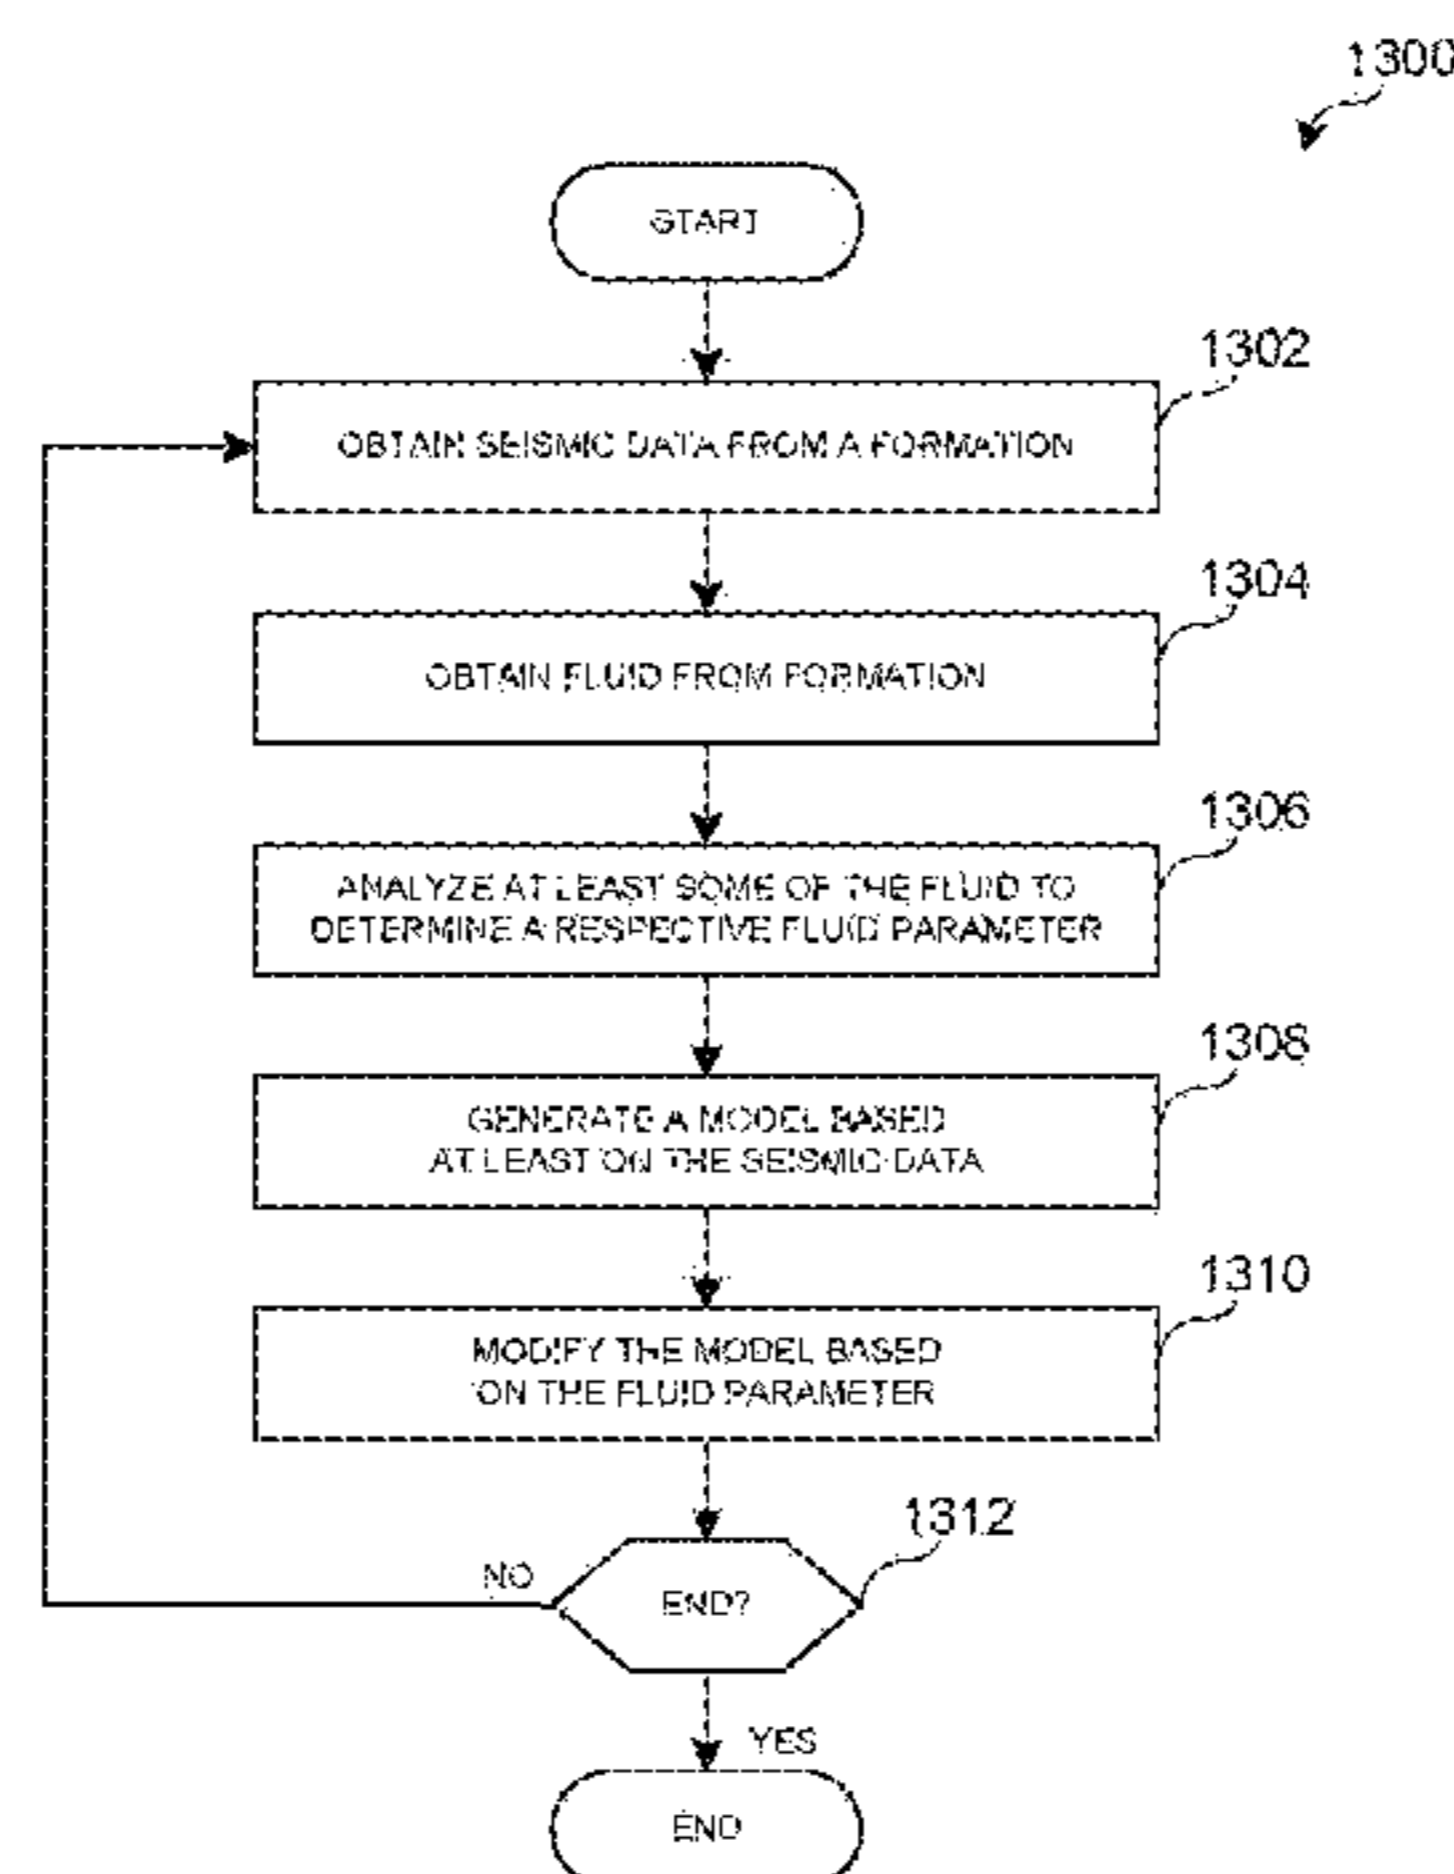 1300
START
1302
OBTAIN SEISMIC DATA FROM A FORMATION
1304
OBTAIN FLUID FROM FORMATION
1306
ANALYZE AT LEAST SOME OF THE FLUID TO
DETERMINE A RESPECTIVE FLUID PARAMETER
1308
GENERATE A MODEL BASED
AT LEAST ON THE SEISMIC DATA
1310
MODIFY THE MODEL BASED
ON THE FLUID PARAMETER
1312
NO
END?
YES
END